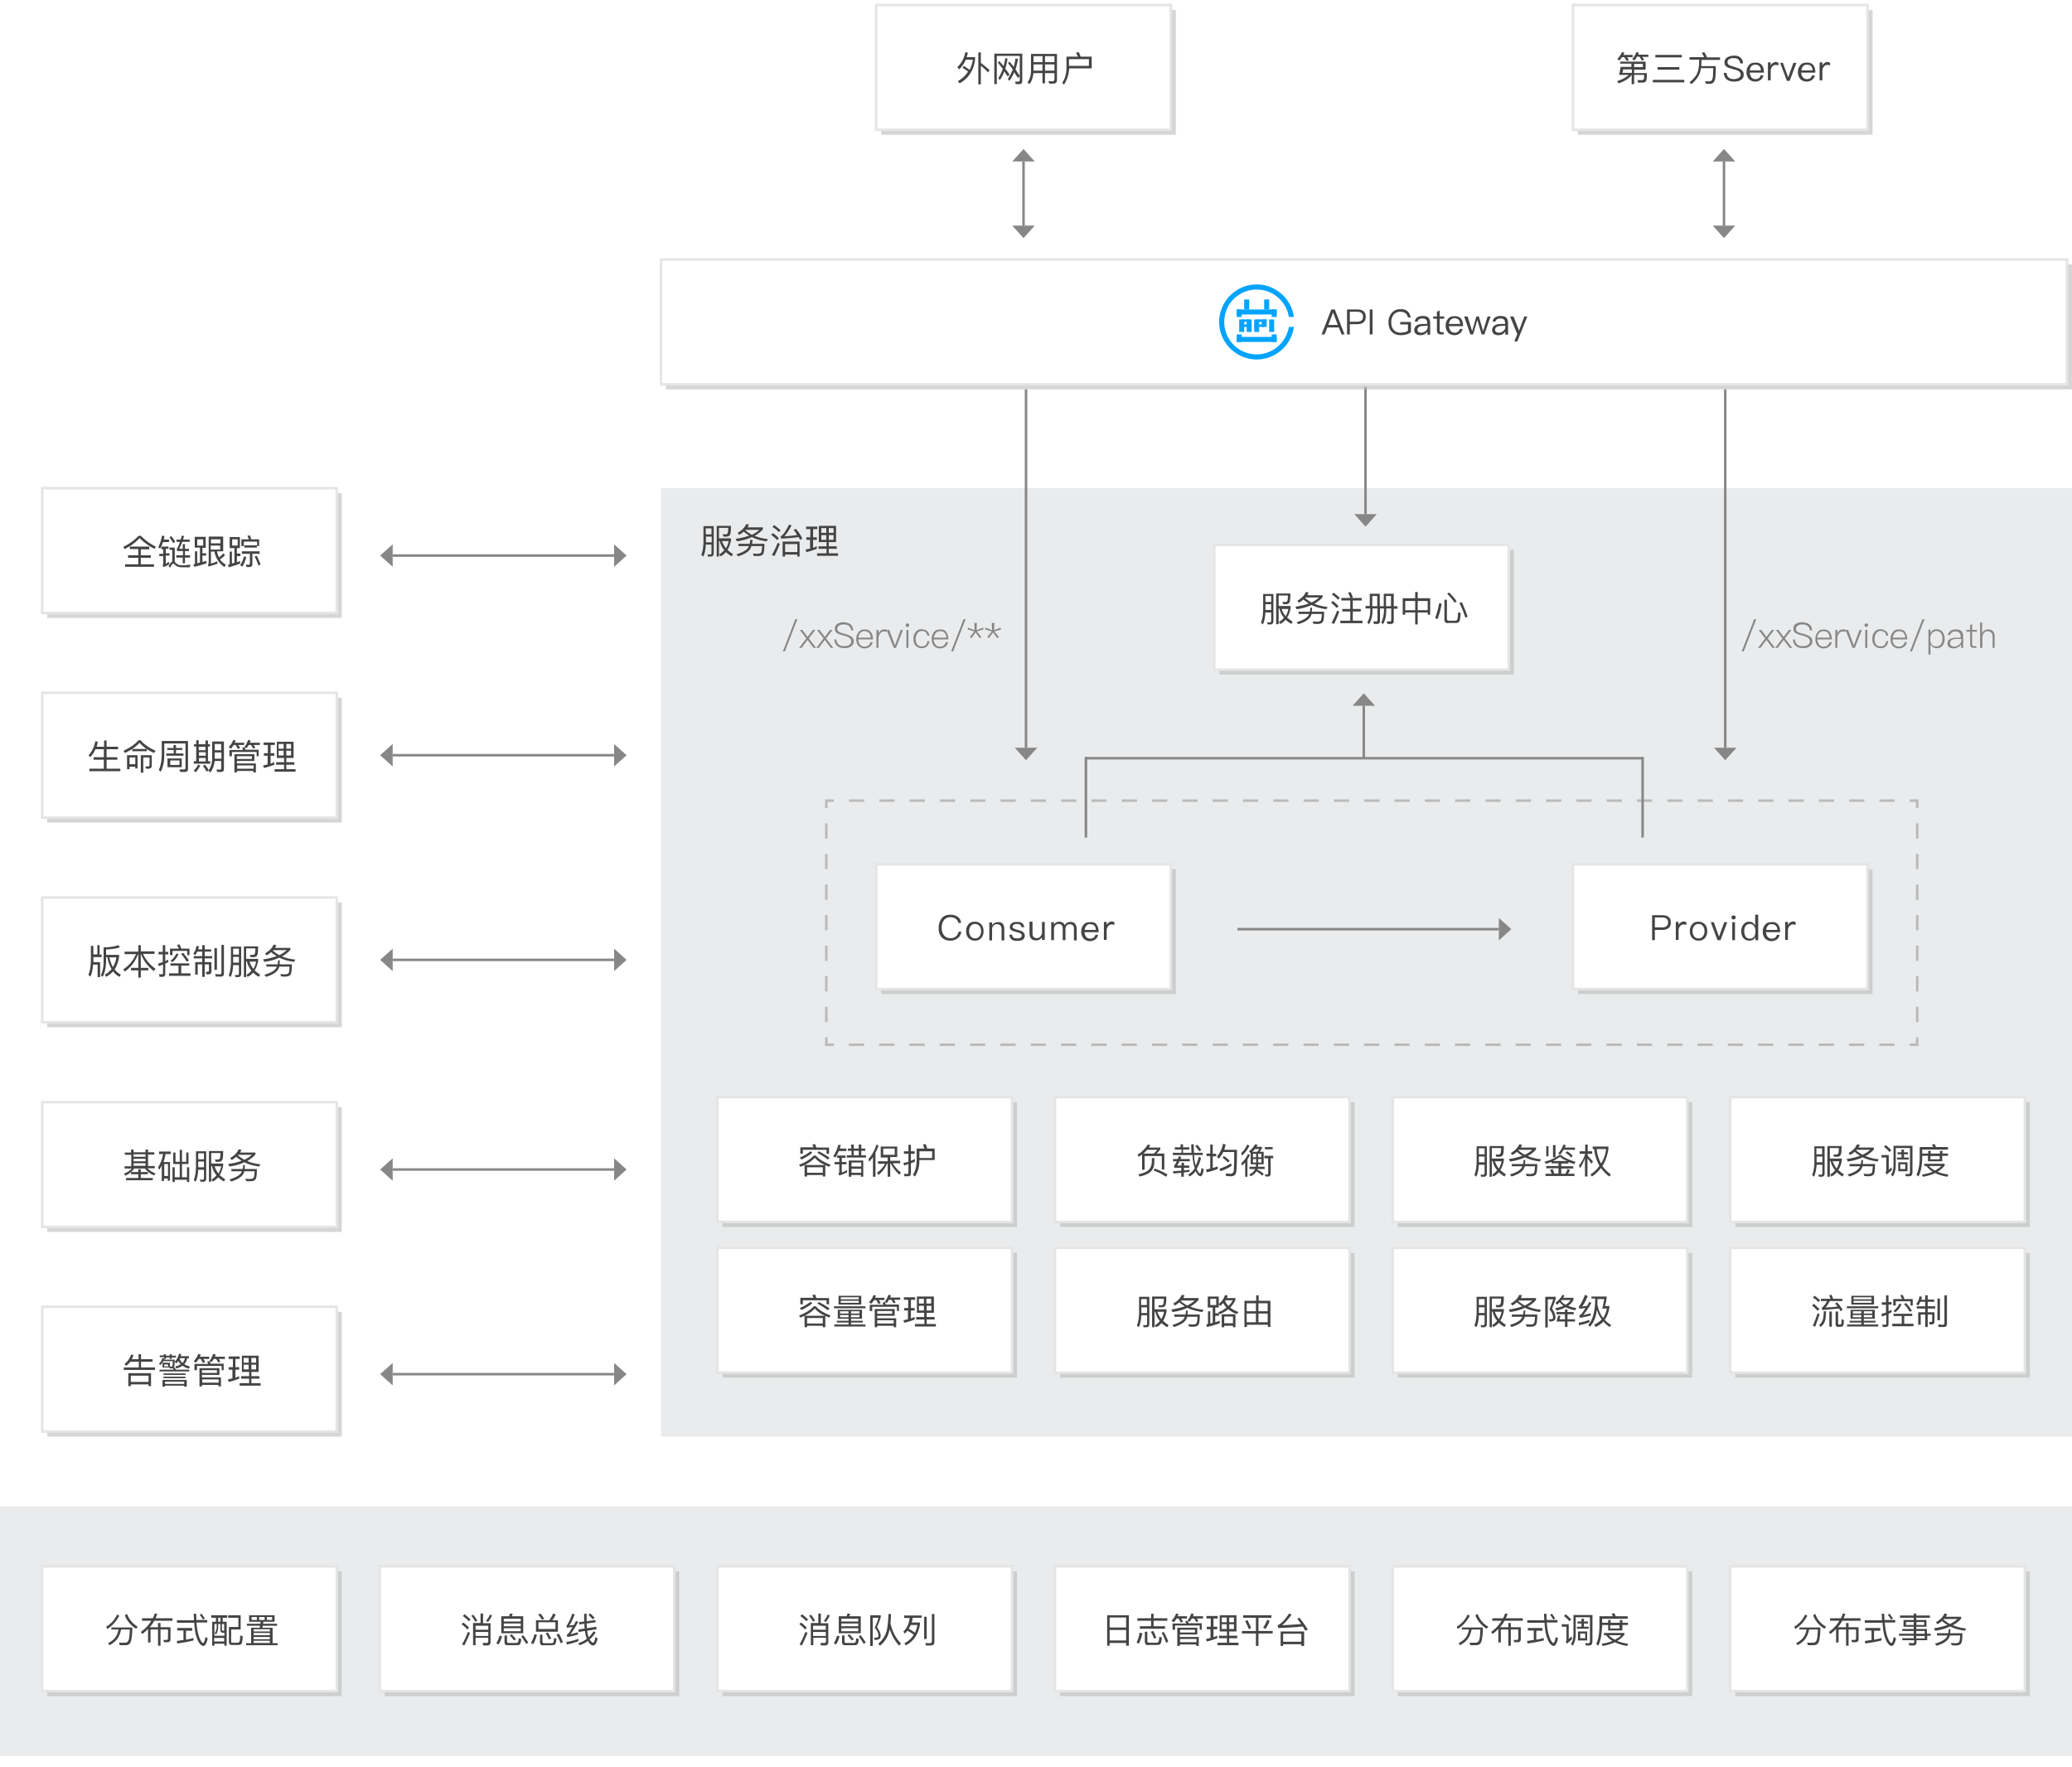 外网用户
第三方Server
API Gateway
服务治理
服务注册中心
/xxService/**
/xxService/path
全链跟踪
生命周期管理
版本控制服务
基础服务
告警管理
Consumer
Provider
容错保护
负载均衡
服务鉴权
服务调度
容量管理
服务路由
服务降级
流量控制
分布式配置
消息总线
消息队列
日志管理平台
分布式调度
分布式事务